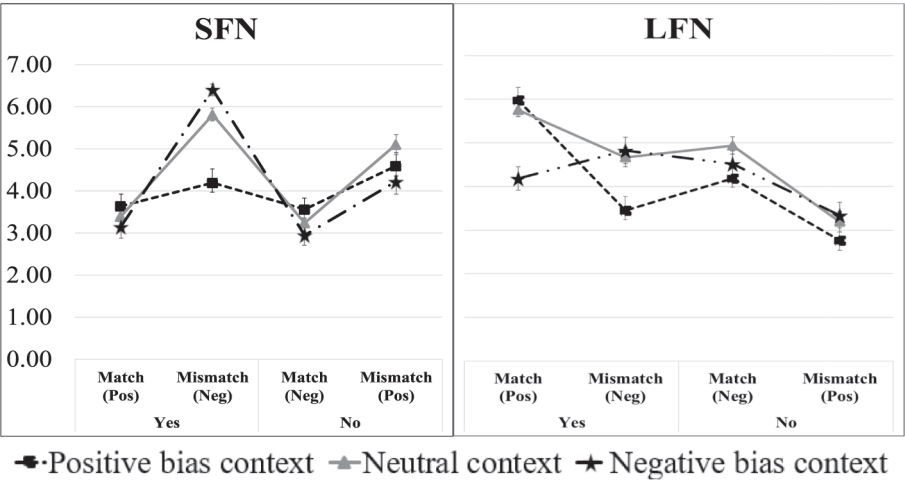 SFN
LFN
7.00
6.00
5.00
4.00
3.00
2.00
1.00
0.00
Match (Pos)
Mismatch (Neg)
Match (Neg)
Mismatch (Pos)
Yes
No
Match (Pos)
Mismatch (Neg)
Match (Neg)
Mismatch (Pos)
Yes
No
Positive bias context
Neutral context
Negative bias context